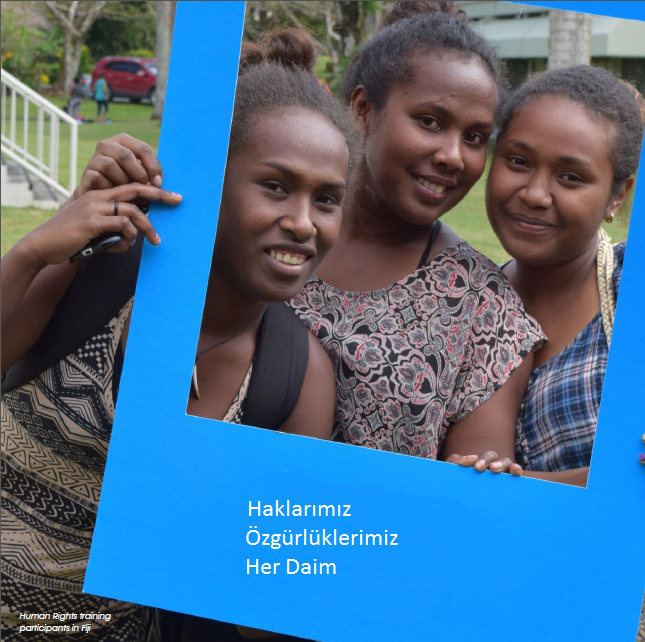 Haklarımız
Özgürlüklerimiz
Her Daim
Human Rights training
participants in Fiji